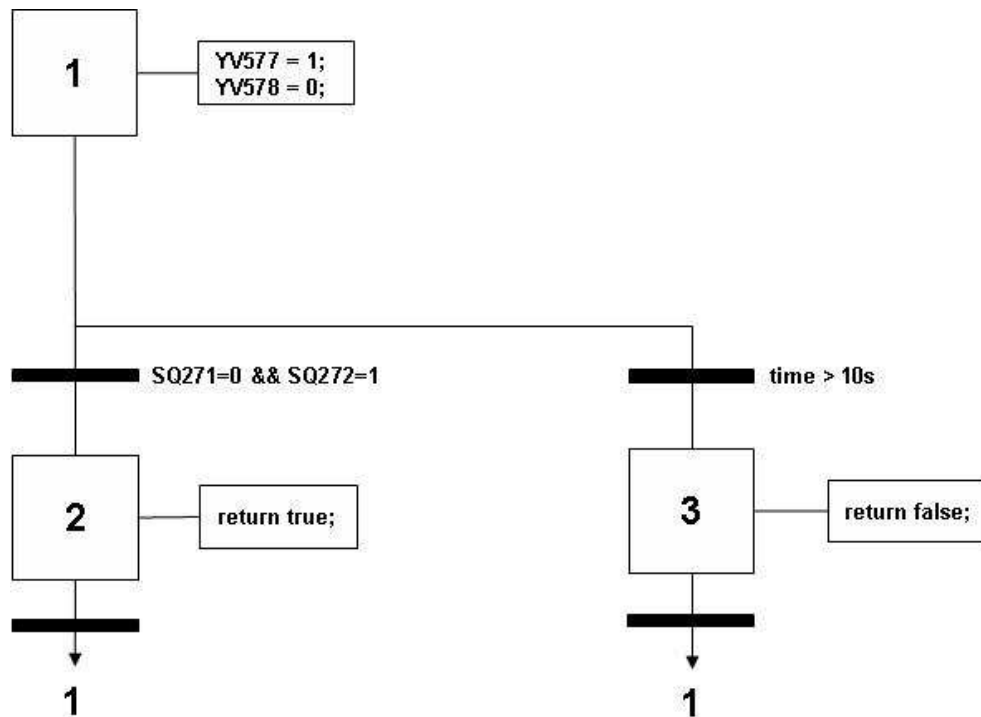 1
YV577 = 1;
YV578 = 0;
SQ271=0 && SQ272=1
time > 10s
2
return true;
3
return false;
1
1